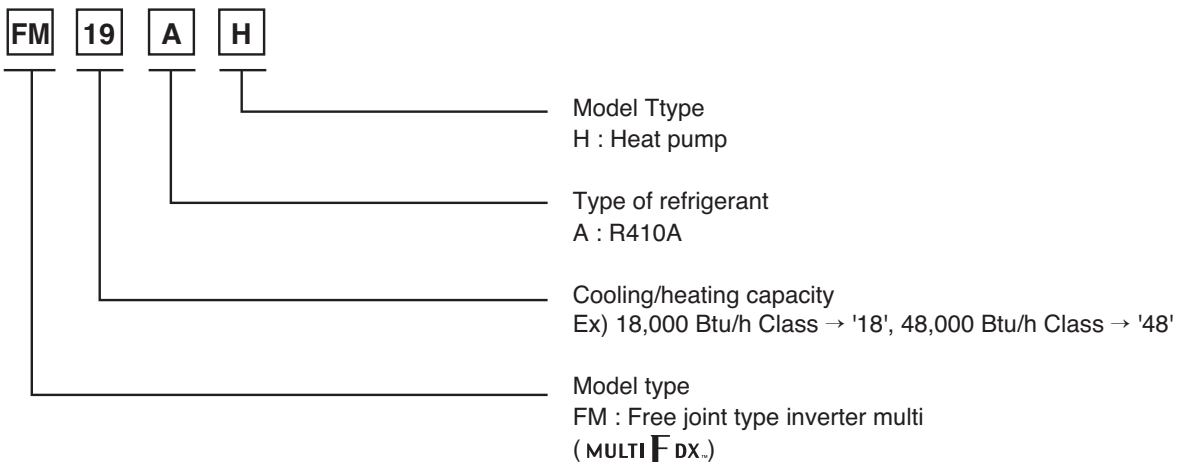 FM 19 A H
Model Ttype
H : Heat pump
Type of refrigerant
A : R410A
Cooling/heating capacity
Ex) 18,000 Btu/h Class → '18', 48,000 Btu/h Class → '48'
Model type
FM : Free joint type inverter multi
( MULTI F DX™)